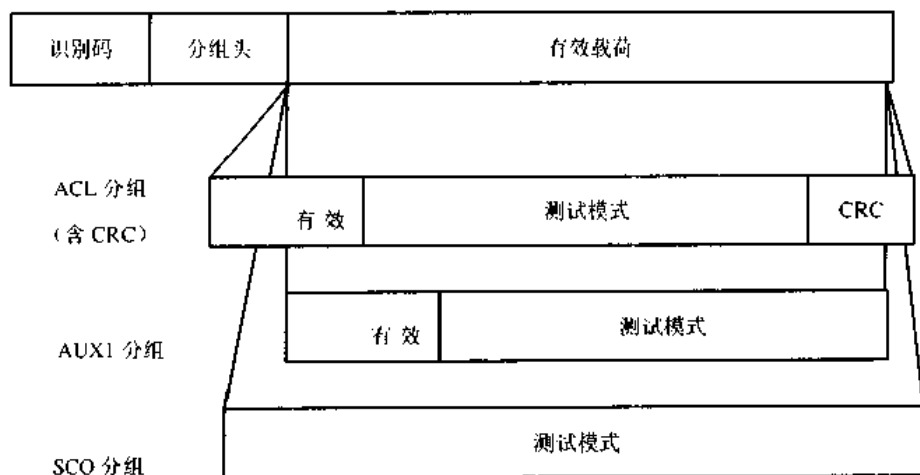 识别码 分组头 有效载荷
ACL 分组
(含 CRC)
有 效 测试模式 CRC
AUX1 分组
有 效 测试模式
SCO 分组
测试模式